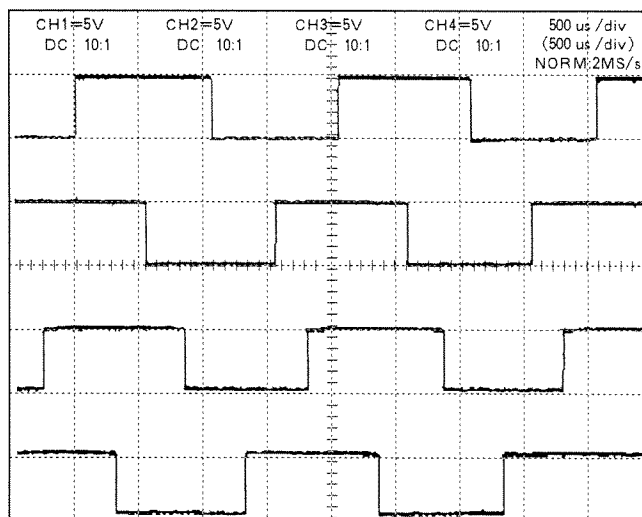 CH1=5V CH2=5V CH3=5V CH4=5V 500 us/div
DC 10:1 DC 10:1 DC 10:1 DC 10:1 (500 us/div)
NORM:2MS/s